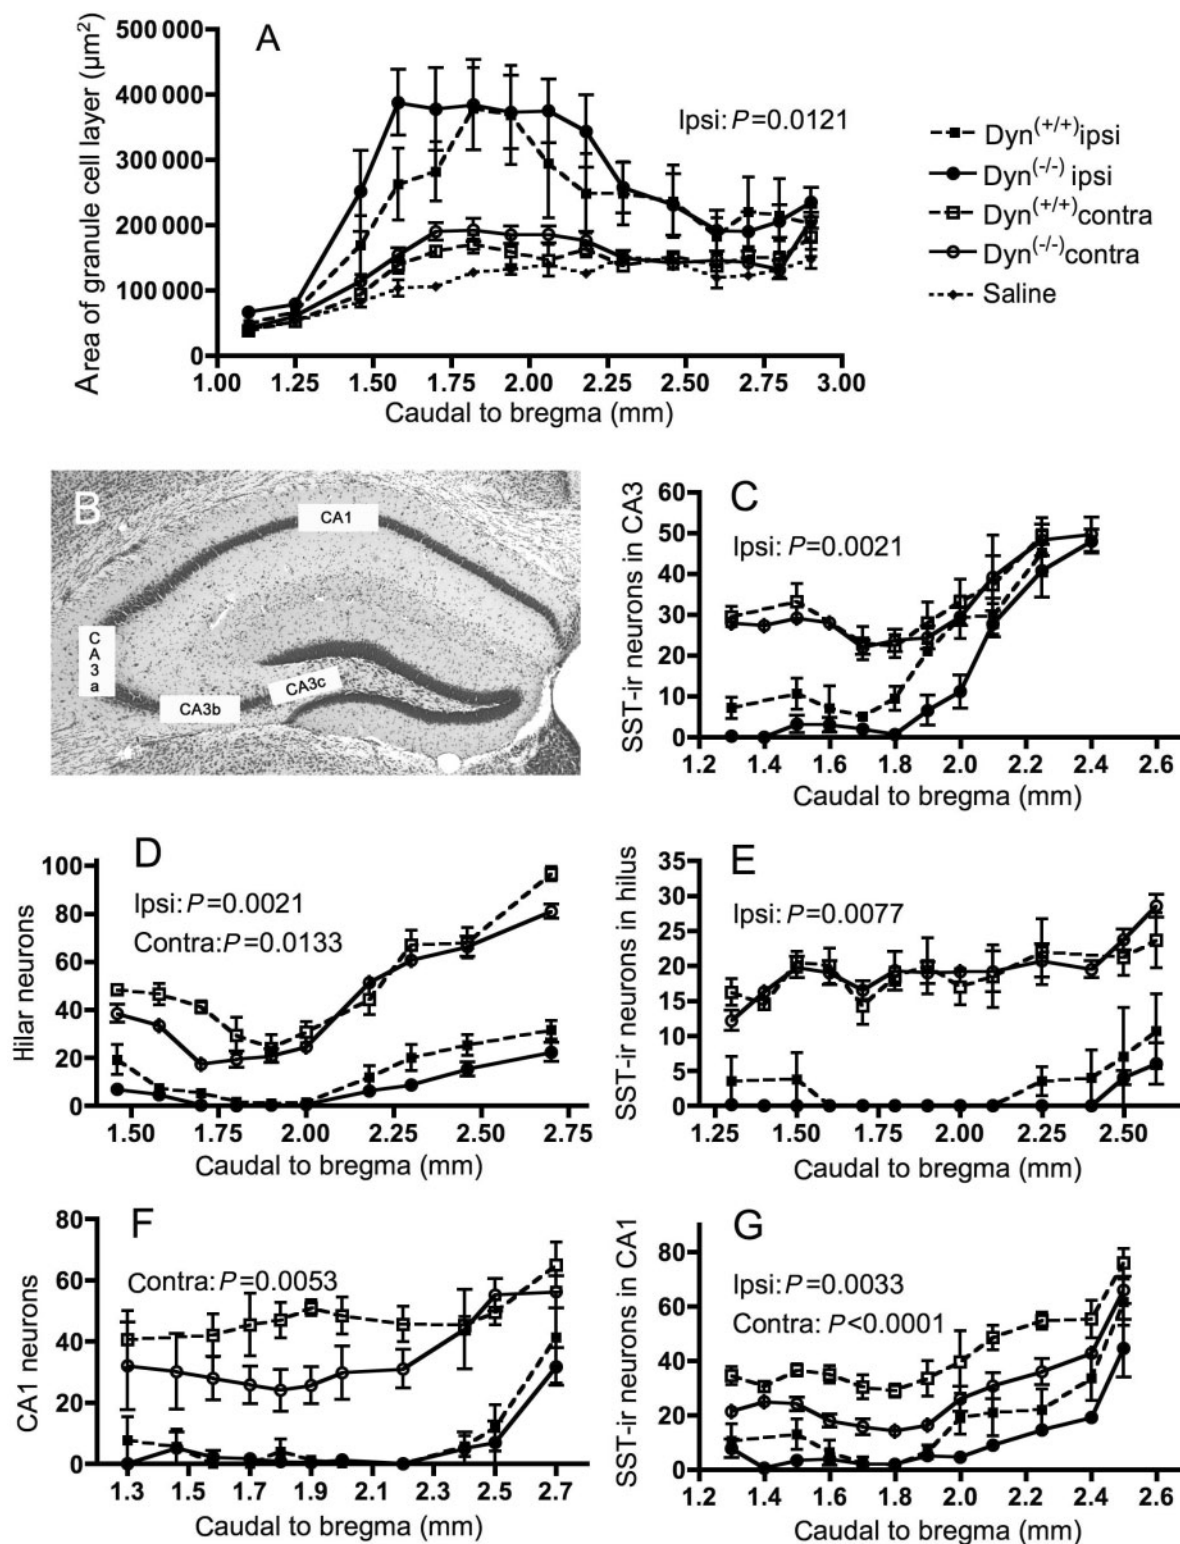 A
Area of granule cell layer (µm²)
500 000
400 000
300 000
200 000
100 000
0
1.00 1.25 1.50 1.75 2.00 2.25 2.50 2.75 3.00
Caudal to bregma (mm)
Ipsi: P=0.0121
Dyn(+/+)ipsi
Dyn(-/-) ipsi
Dyn(+/+)contra
Dyn(-/-)contra
Saline
B
CA1
CA3a
CA3b
CA3c
C
SST-ir neurons in CA3
60
50
40
30
20
10
0
Ipsi: P=0.0021
1.2 1.4 1.6 1.8 2.0 2.2 2.4 2.6
Caudal to bregma (mm)
D
Hilar neurons
100
80
60
40
20
0
Ipsi: P=0.0021
Contra: P=0.0133
1.50 1.75 2.00 2.25 2.50 2.75
Caudal to bregma (mm)
E
SST-ir neurons in hilus
35
30
25
20
15
10
5
0
Ipsi: P=0.0077
1.25 1.50 1.75 2.00 2.25 2.50
Caudal to bregma (mm)
F
CA1 neurons
80
60
40
20
0
Contra: P=0.0053
1.3 1.5 1.7 1.9 2.1 2.3 2.5 2.7
Caudal to bregma (mm)
G
SST-ir neurons in CA1
80
60
40
20
0
Ipsi: P=0.0033
Contra: P<0.0001
1.2 1.4 1.6 1.8 2.0 2.2 2.4 2.6
Caudal to bregma (mm)